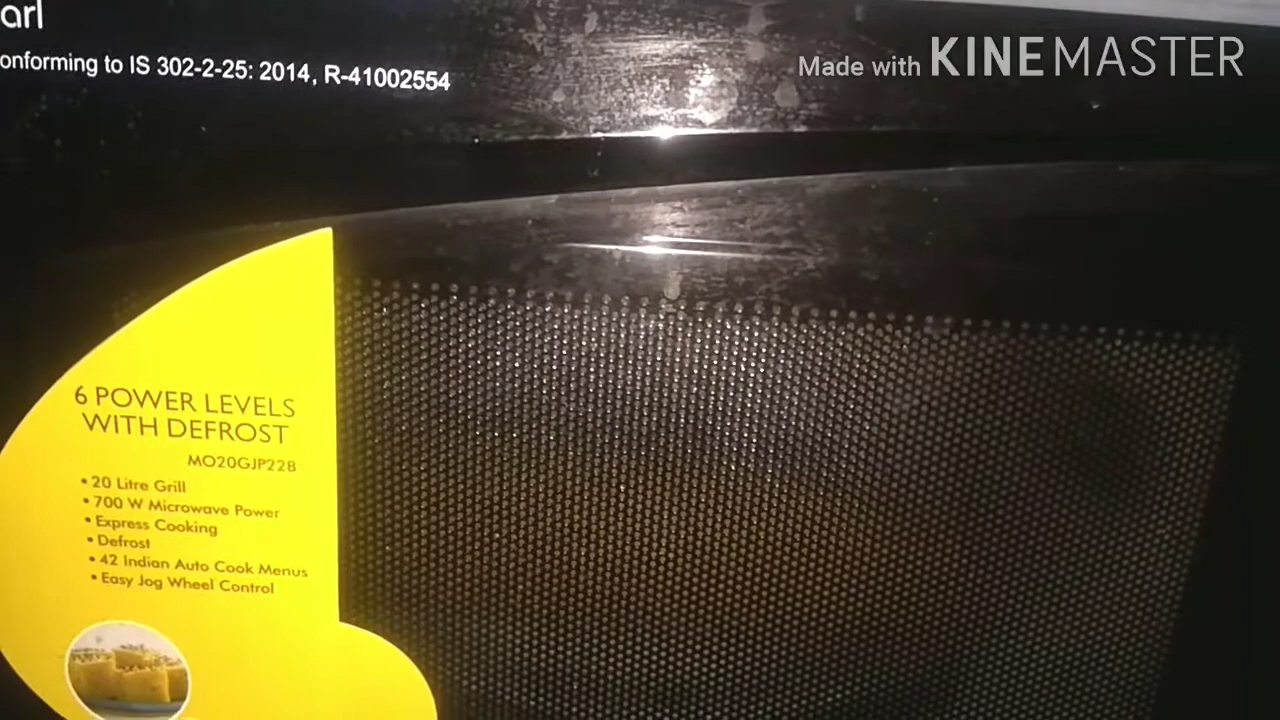 arl
onforming to IS 302-2-25: 2014, R-41002554
Made with KINEMASTER
6 POWER LEVELS
WITH DEFROST
MO20GJP22B
• 20 Litre Grill
• 700 W Microwave Power
• Express Cooking
• Defrost
• 42 Indian Auto Cook Menus
• Easy Jog Wheel Control